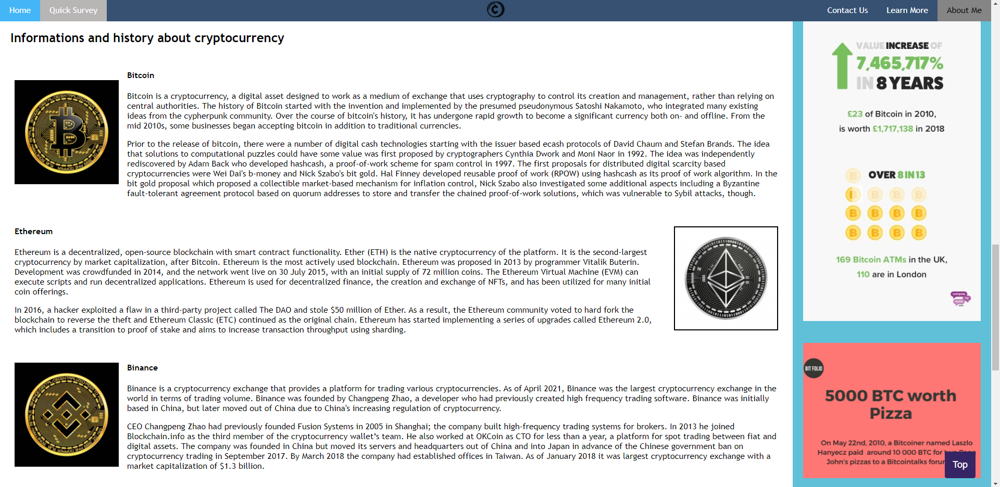 Home
Quick Survey
Contact Us
Learn More
About Me
Informations and history about cryptocurrency
Bitcoin
Bitcoin is a cryptocurrency, a digital asset designed to work as a medium of exchange that uses cryptography to control its creation and management, rather than relying on
central authorities. The history of Bitcoin started with the invention and implemented by the presumed pseudonymous Satoshi Nakamoto, who integrated many existing
ideas from the cypherpunk community. Over the course of bitcoin's history, it has undergone rapid growth to become a significant currency both on- and offline. From the
mid 2010s, some businesses began accepting bitcoin in addition to traditional currencies.
Prior to the release of bitcoin, there were a number of digital cash technologies starting with the issuer based ecash protocols of David Chaum and Stefan Brands. The idea
that solutions to computational puzzles could have some value was first proposed by cryptographers Cynthia Dwork and Moni Naor in 1992. The idea was independently
rediscovered by Adam Back who developed hashcash, a proof-of-work scheme for spam control in 1997. The first proposals for distributed digital scarcity based
cryptocurrencies were Wei Dai's b-money and Nick Szabo's bit gold. Hal Finney developed reusable proof of work (RPOW) using hashcash as its proof of work algorithm. In the
bit gold proposal which proposed a collectible market-based mechanism for inflation control, Nick Szabo also investigated some additional aspects including a Byzantine
fault-tolerant agreement protocol based on quorum addresses to store and transfer the chained proof-of-work solutions, which was vulnerable to Sybil attacks, though.
Ethereum
Ethereum is a decentralized, open-source blockchain with smart contract functionality. Ether (ETH) is the native cryptocurrency of the platform. It is the second-largest
cryptocurrency by market capitalization, after Bitcoin. Ethereum is the most actively used blockchain. Ethereum was proposed in 2013 by programmer Vitalik Buterin.
Development was crowdfunded in 2014, and the network went live on 30 July 2015, with an initial supply of 72 million coins. The Ethereum Virtual Machine (EVM) can
execute scripts and run decentralized applications. Ethereum is used for decentralized finance, the creation and exchange of NFTs, and has been utilized for many initial
coin offerings.
In 2016, a hacker exploited a flaw in a third-party project called The DAO and stole $50 million of Ether. As a result, the Ethereum community voted to hard fork the
blockchain to reverse the theft and Ethereum Classic (ETC) continued as the original chain. Ethereum has started implementing a series of upgrades called Ethereum 2.0,
which includes a transition to proof of stake and aims to increase transaction throughput using sharding.
Binance
Binance is a cryptocurrency exchange that provides a platform for trading various cryptocurrencies. As of April 2021, Binance was the largest cryptocurrency exchange in the
world in terms of trading volume. Binance was founded by Changpeng Zhao, a developer who had previously created high frequency trading software. Binance was initially
based in China, but later moved out of China due to China's increasing regulation of cryptocurrency.
CEO Changpeng Zhao had previously founded Fusion Systems in 2005 in Shanghai; the company built high-frequency trading systems for brokers. In 2013 he joined
Blockchain.info as the third member of the cryptocurrency wallet’s team. He also worked at OKCoin as CTO for less than a year, a platform for spot trading between fiat and
digital assets. The company was founded in China but moved its servers and headquarters out of China and into Japan in advance of the Chinese government ban on
cryptocurrency trading in September 2017. By March 2018 the company had established offices in Taiwan. As of January 2018 it was largest cryptocurrency exchange with a
market capitalization of $1.3 billion.
VALUE INCREASE OF
7,465,717%
IN 8 YEARS
£23 of Bitcoin in 2010,
is worth £1,717,138 in 2018
OVER 8 IN 13
169 Bitcoin ATMs in the UK,
110 are in London
compare
my
move
.com
BIT FOLIO
5000 BTC worth
Pizza
On May 22nd, 2010, a Bitcoiner named Laszlo
Hanyecz paid around 10 000 BTC for two Papa
John's pizzas to a Bitcointalks
Top